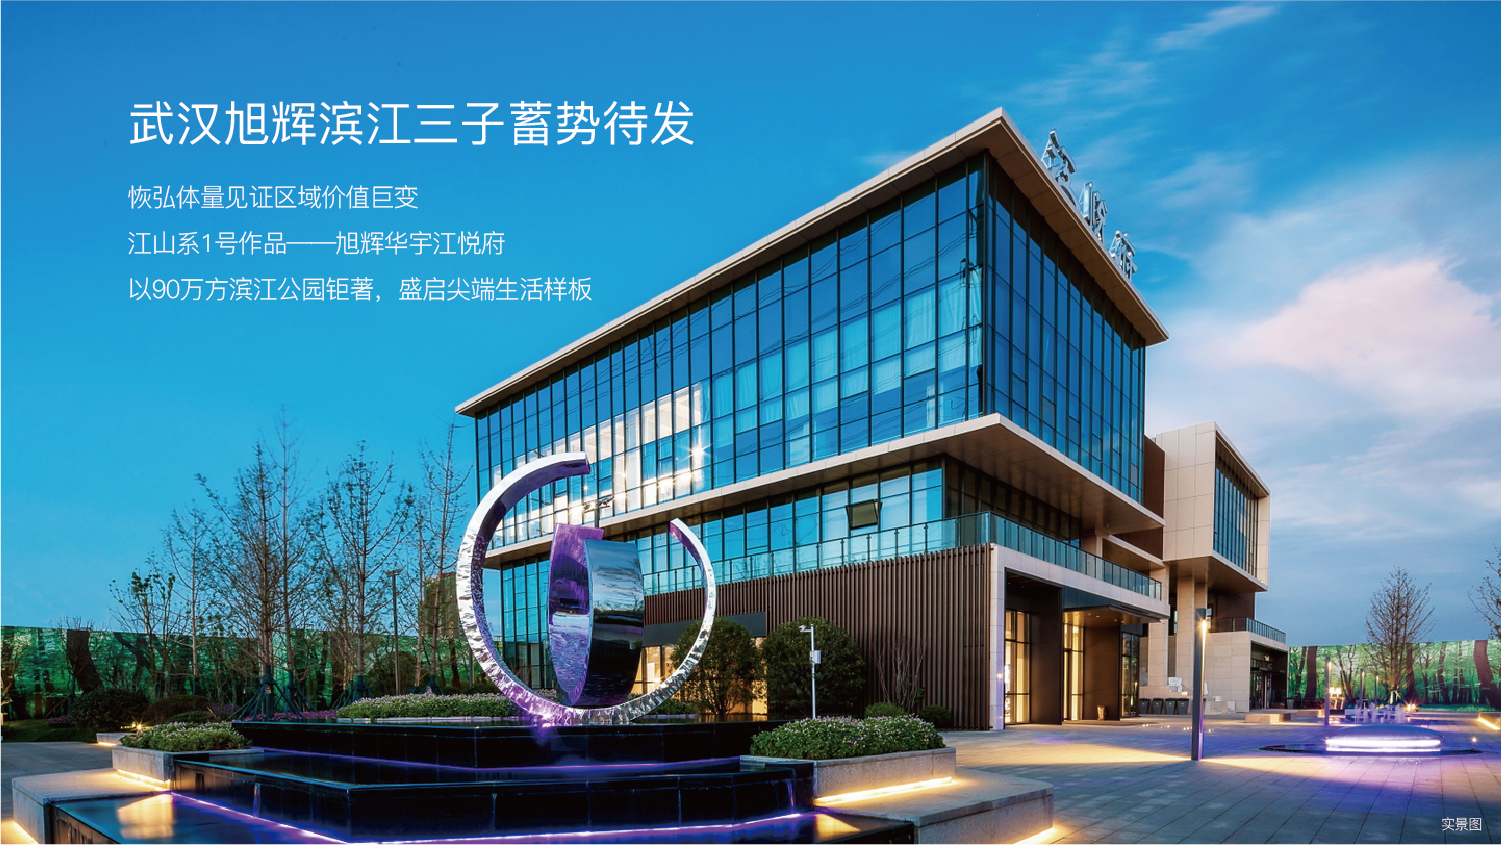 武汉旭辉滨江三子蓄势待发
恢弘体量见证区域价值巨变
江山系1号作品——旭辉华宇江悦府
以90万方滨江公园钜著，盛启尖端生活样板
实景图